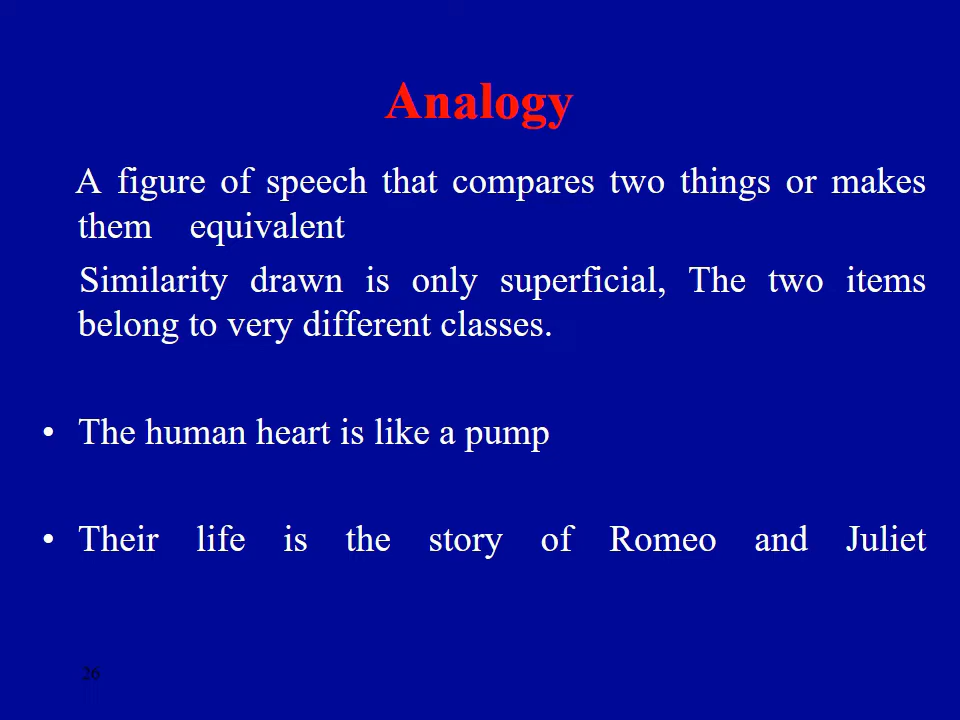 Analogy
A figure of speech that compares two things or makes
them equivalent
Similarity drawn is only superficial, The two items
belong to very different classes.
• The human heart is like a pump
• Their life is the story of Romeo and Juliet
26